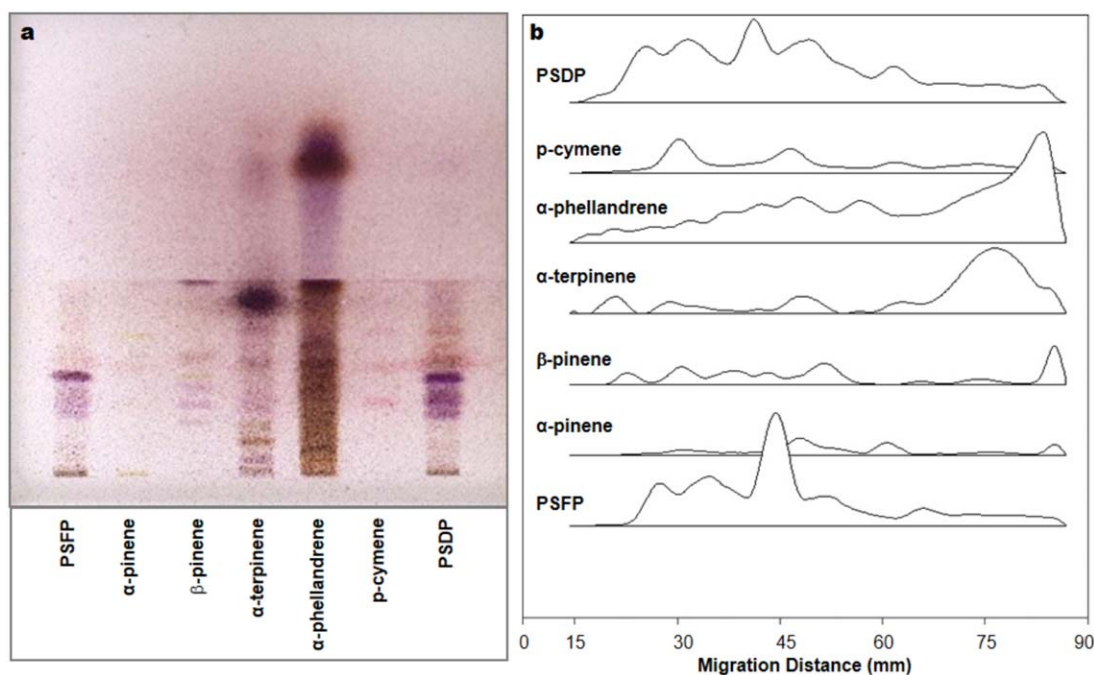 a
PSFP
α-pinene
β-pinene
α-terpinene
α-phellandrene
p-cymene
PSDP
b
PSDP
p-cymene
α-phellandrene
α-terpinene
β-pinene
α-pinene
PSFP
0 15 30 45 60 75 90
Migration Distance (mm)